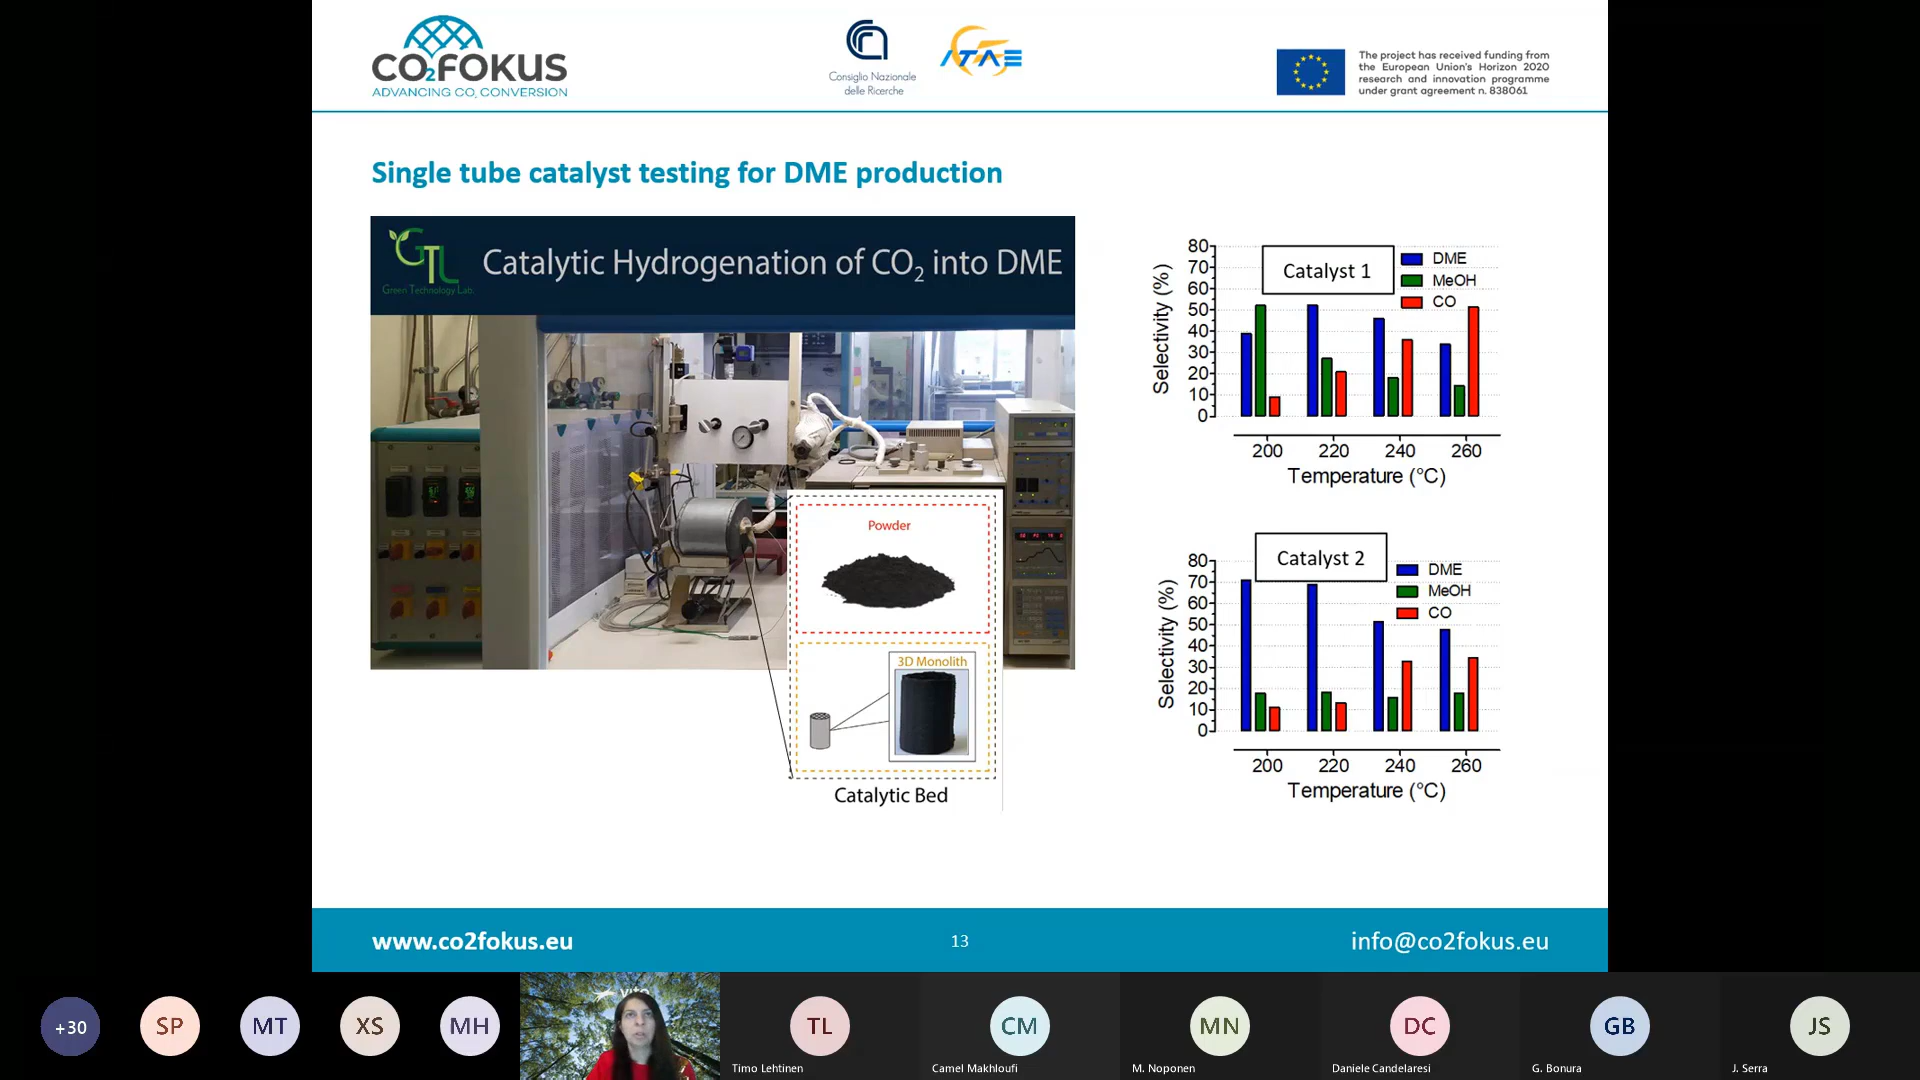 CO2FOKUS
ADVANCING CO2 CONVERSION
Consiglio Nazionale
delle Ricerche
ITAE
The project has received funding from
the European Union's Horizon 2020
research and innovation programme
under grant agreement n. 838061
Single tube catalyst testing for DME production
GTL
Green Technology Lab.
Catalytic Hydrogenation of CO2 into DME
Powder
3D Monolith
Catalytic Bed
Catalyst 1
DME
MeOH
CO
Selectivity (%)
80
70
60
50
40
30
20
10
0
200 220 240 260
Temperature (°C)
Catalyst 2
DME
MeOH
CO
Selectivity (%)
80
70
60
50
40
30
20
10
0
200 220 240 260
Temperature (°C)
www.co2fokus.eu
13
info@co2fokus.eu
+30
SP
MT
XS
MH
vito
TL
Timo Lehtinen
CM
Camel Makhloufi
MN
M. Noponen
DC
Daniele Candelaresi
GB
G. Bonura
JS
J. Serra